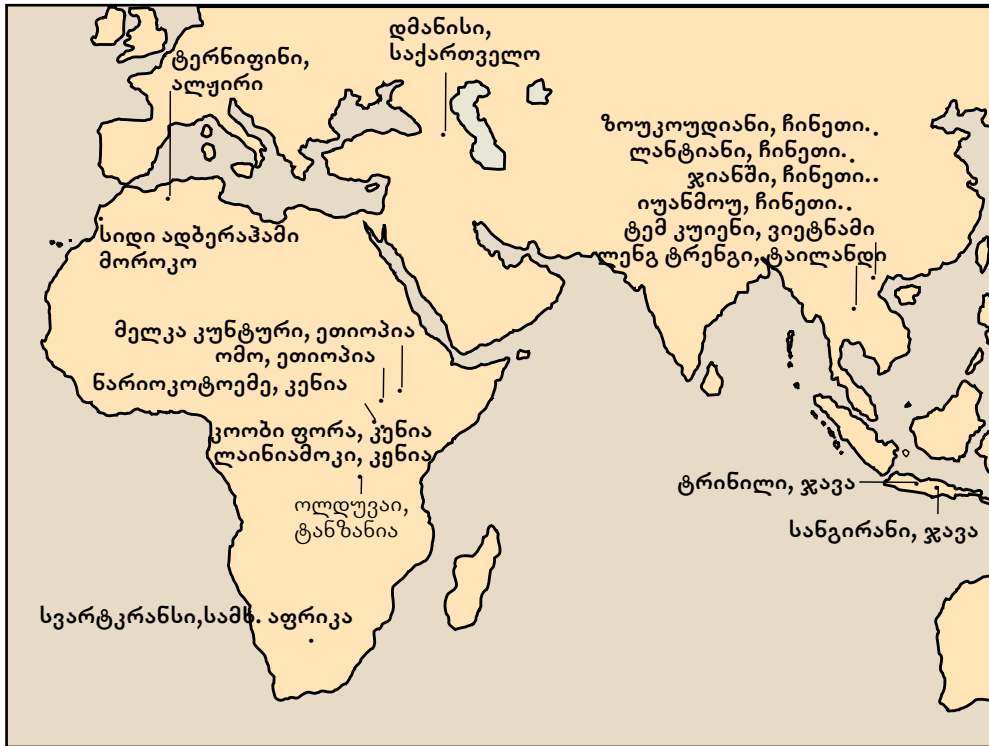 დმანისი,
საქართველო
ტერნიფინი,
ალჟირი
ზოუკოუდიანი, ჩინეთი..
ლანტიანი, ჩინეთი..
ჯიანში, ჩინეთი..
იუანმოუ, ჩინეთი..
ტემ კუიენი, ვიეტნამი
ლენგ ტრენგი, ტაილანდი
სიდი ადბერაჰამი
მოროკო
მელკა კუნტური, ეთიოპია
ომო, ეთიოპია
ნარიოკოტოემე, კენია
კოობი ფორა, კუნია
ლაინიამოკი, კენია
ოლდუვაი,
ტანზანია
ტრინილი, ჯავა
სანგირანი, ჯავა
სვარტკრანსი,სამხ. აფრიკა